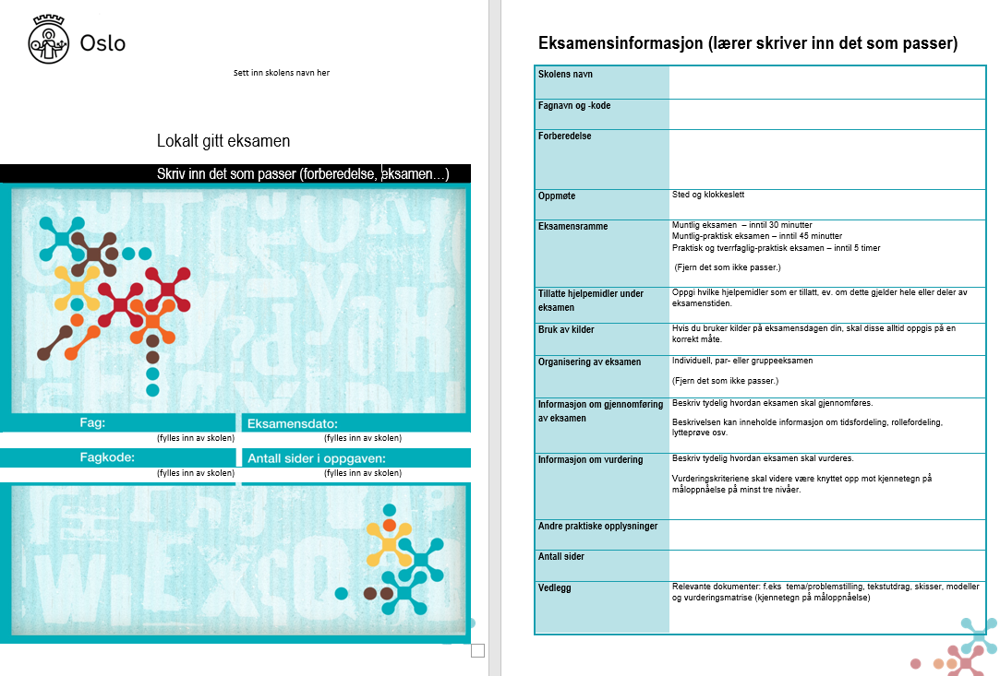 Oslo
Sett inn skolens navn her
Lokalt gitt eksamen
Skriv inn det som passer (forberedelse, eksamen…)
Fag:
Eksamensdato:
(fylles inn av skolen)
(fylles inn av skolen)
Fagkode:
Antall sider i oppgaven:
(fylles inn av skolen)
(fylles inn av skolen)
Eksamensinformasjon (lærer skriver inn det som passer)
Skolens navn
Fagnavn og -kode
Forberedelse
Oppmøte
Sted og klokkeslett
Eksamensramme
Muntlig eksamen – inntil 30 minutter
Muntlig-praktisk eksamen – inntil 45 minutter
Praktisk og tverrfaglig-praktisk eksamen – inntil 5 timer
(Fjern det som ikke passer.)
Tillatte hjelpemidler under
eksamen
Oppgi hvilke hjelpemidler som er tillatt, ev. om dette gjelder hele eller deler av
eksamenstiden.
Bruk av kilder
Hvis du bruker kilder på eksamensdagen din, skal disse alltid oppgis på en
korrekt måte.
Organisering av eksamen
Individuell, par- eller gruppeeksamen
(Fjern det som ikke passer.)
Informasjon om gjennomføring
av eksamen
Beskriv tydelig hvordan eksamen skal gjennomføres.
Beskrivelsen kan inneholde informasjon om tidsfordeling, rollefordeling,
lytteprøve osv.
Informasjon om vurdering
Beskriv tydelig hvordan eksamen skal vurderes.
Vurderingskriteriene skal videre være knyttet opp mot kjennetegn på
måloppnåelse på minst tre nivåer.
Andre praktiske opplysninger
Antall sider
Vedlegg
Relevante dokumenter: f.eks tema/problemstilling, tekstutdrag, skisser, modeller
og vurderingsmatrise (kjennetegn på måloppnåelse)